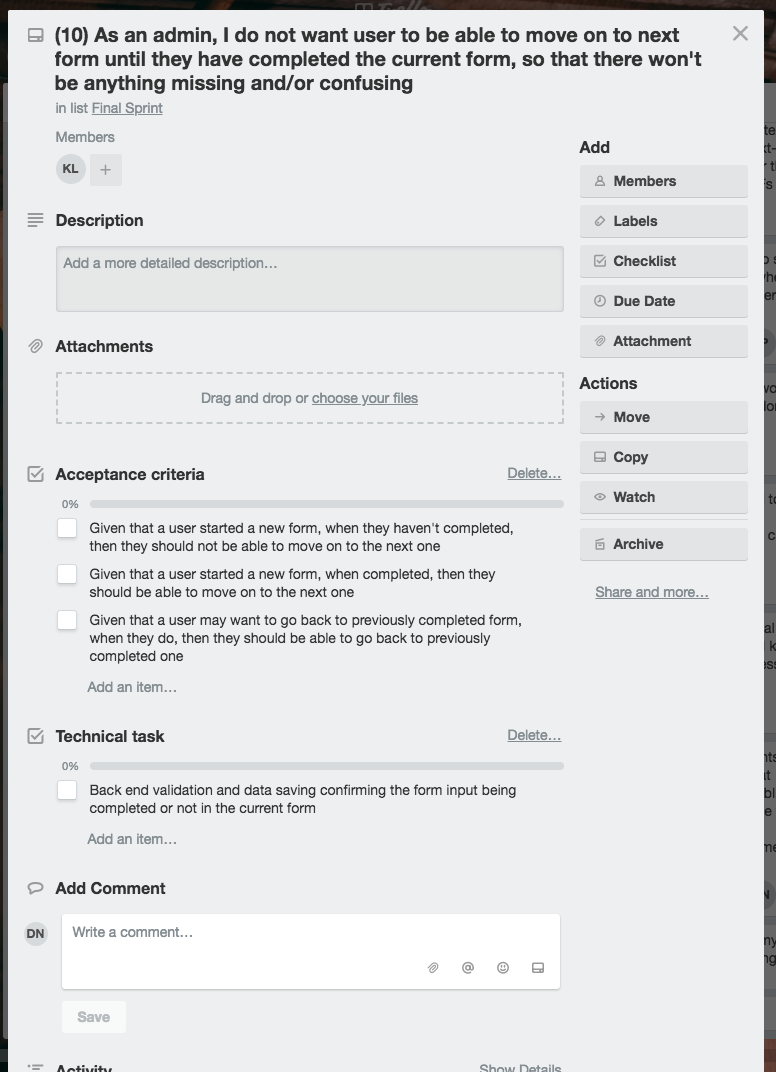 Trello
(10) As an admin, I do not want user to be able to move on to next
form until they have completed the current form, so that there won't
be anything missing and/or confusing
in list Final Sprint
Members
KL
+
Description
Add a more detailed description…
Attachments
Drag and drop or choose your files
Acceptance criteria
Delete…
0%
Given that a user started a new form, when they haven't completed,
then they should not be able to move on to the next one
Given that a user started a new form, when completed, then they
should be able to move on to the next one
Given that a user may want to go back to previously completed form,
when they do, then they should be able to go back to previously
completed one
Add an item…
Technical task
Delete…
0%
Back end validation and data saving confirming the form input being
completed or not in the current form
Add an item…
Add Comment
DN
Write a comment…
@
Save
Activity
Show Details
Add
Members
Labels
Checklist
Due Date
Attachment
Actions
Move
Copy
Watch
Archive
Share and more…